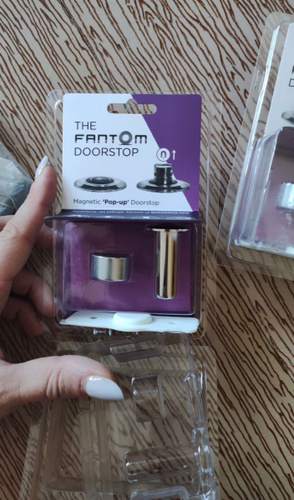 THE
FANTOM
DOORSTOP
Magnetic 'Pop-up' Doorstop